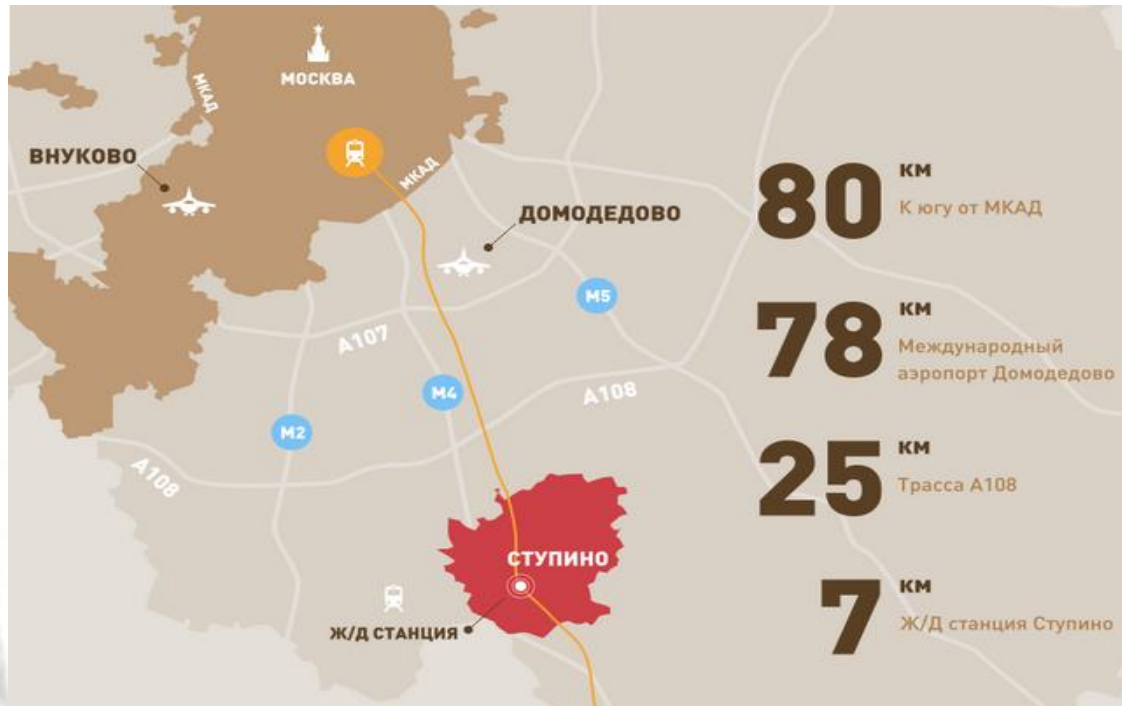 МОСКВА
МКАД
ВНУКОВО
МКАД
ДОМОДЕДОВО
М5
А107
М4
А108
М2
А108
СТУПИНО
Ж/Д СТАНЦИЯ
80 КМ
К югу от МКАД
78 КМ
Международный
аэропорт Домодедово
25 КМ
Трасса А108
7 КМ
Ж/Д станция Ступино